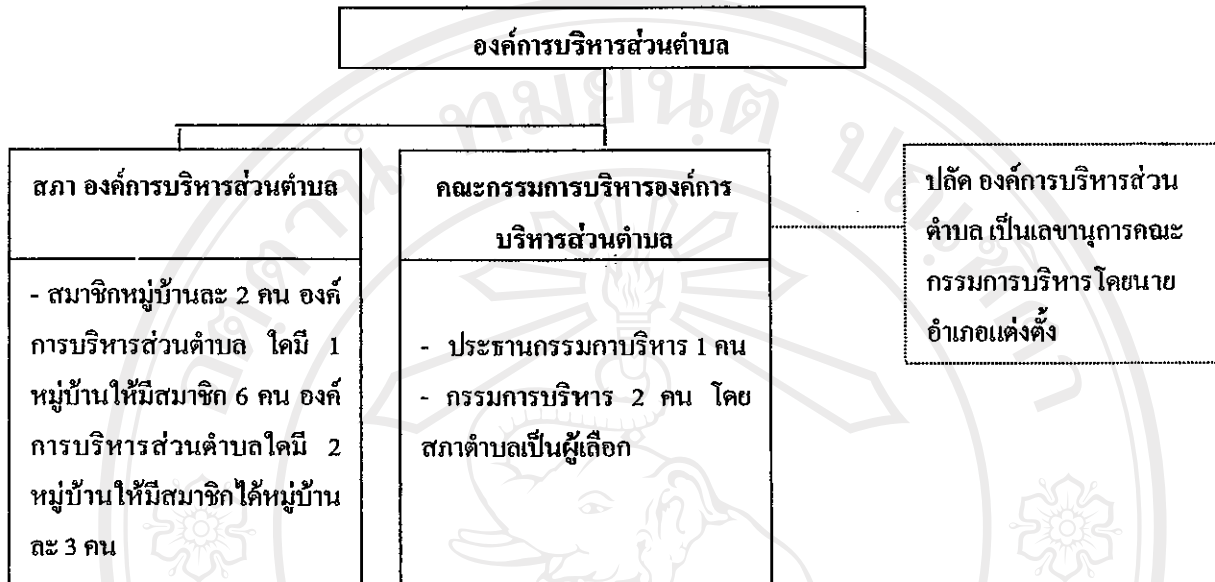 องค์การบริหารส่วนตำบล
สภา องค์การบริหารส่วนตำบล
- สมาชิกหมู่บ้านละ 2 คน องค์
การบริหารส่วนตำบล ใดมี 1
หมู่บ้านให้มีสมาชิก 6 คน องค์
การบริหารส่วนตำบลใดมี 2
หมู่บ้านให้มีสมาชิกได้หมู่บ้าน
ละ 3 คน
คณะกรรมการบริหารองค์การ
บริหารส่วนตำบล
- ประธานกรรมกาบริหาร 1 คน
- กรรมการบริหาร 2 คน โดย
สภาตำบลเป็นผู้เลือก
ปลัด องค์การบริหารส่วน
ตำบล เป็นเลขานุการคณะ
กรรมการบริหาร โดยนาย
อำเภอแต่งตั้ง
อตฺตานํ ทมยนฺติ ปณฺฑิตา